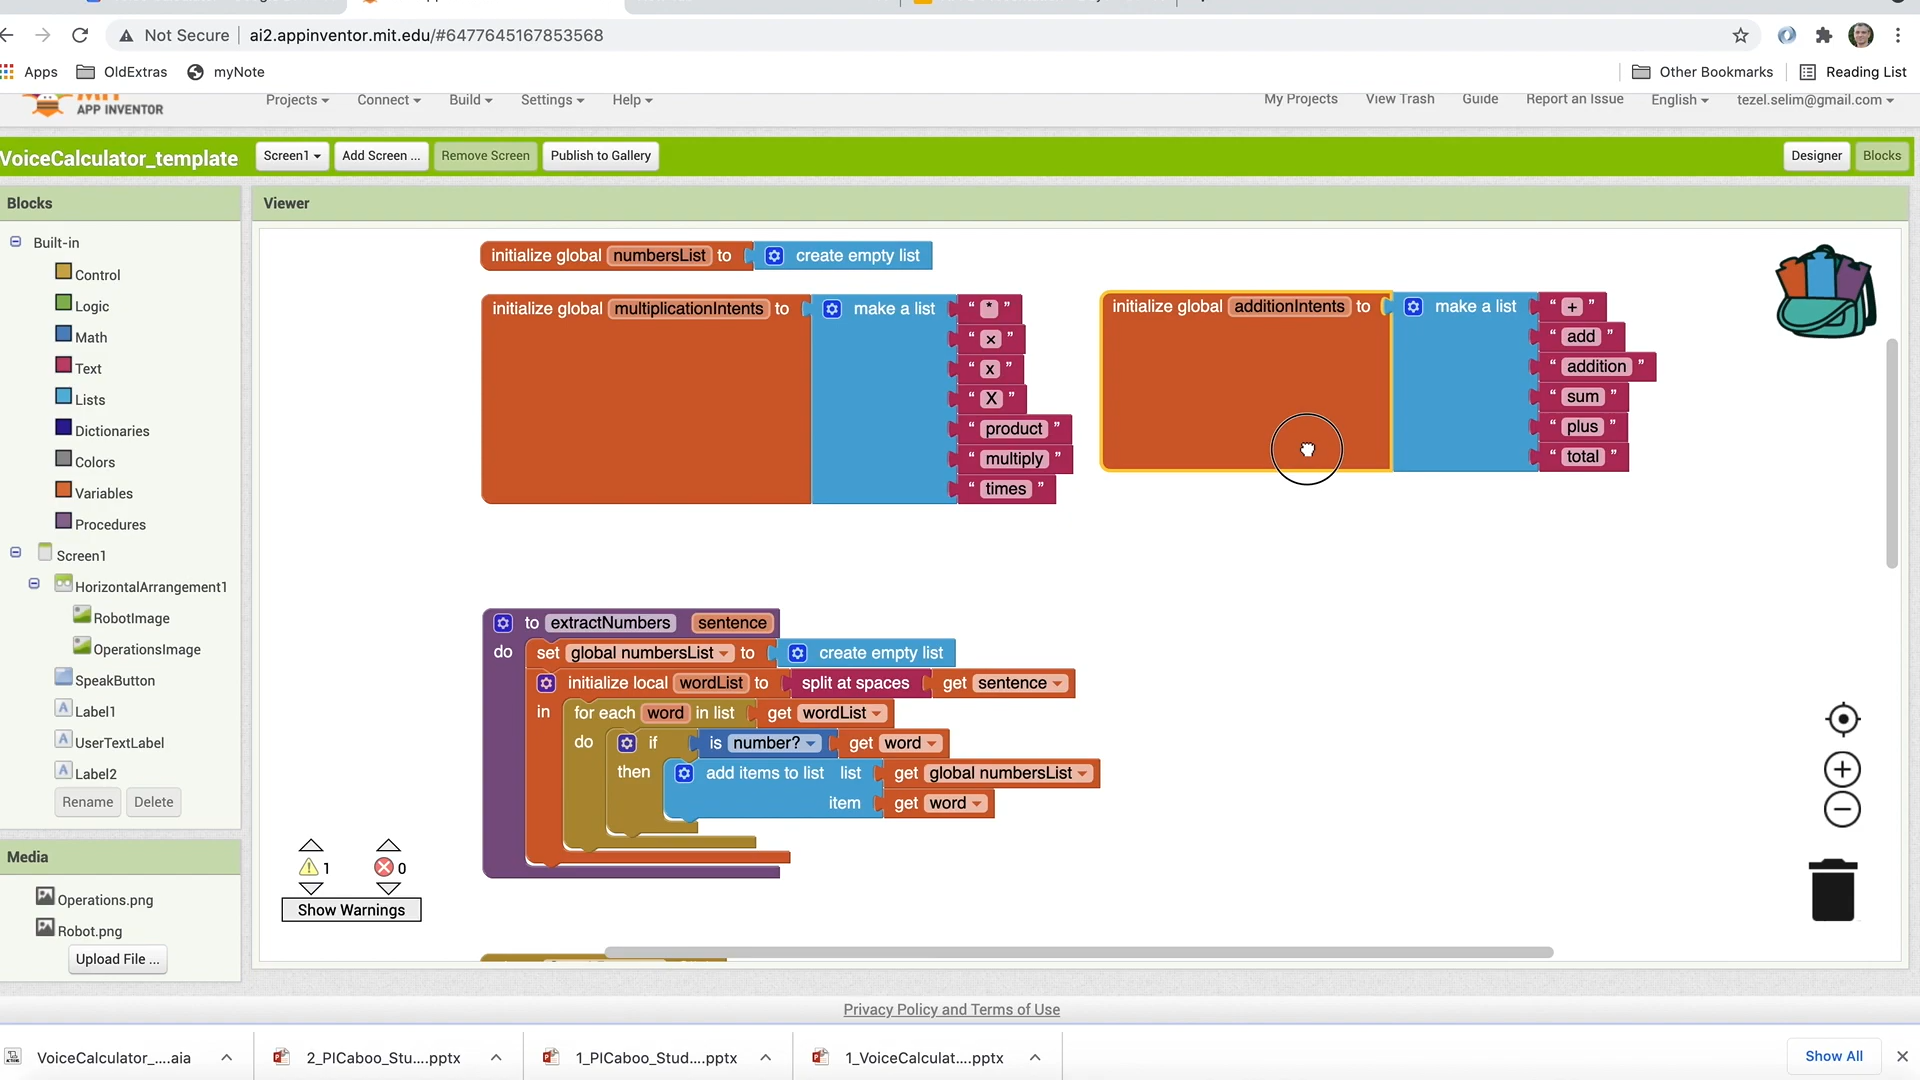 Not Secure ai2.appinventor.mit.edu/#6477645167853568
Apps OldExtras myNote Other Bookmarks Reading List
MIT
APP INVENTOR
Projects Connect Build Settings Help My Projects View Trash Guide Report an Issue English tezel.selim@gmail.com
VoiceCalculator_template Screen1 Add Screen ... Remove Screen Publish to Gallery Designer Blocks
Blocks
Built-in
Control
Logic
Math
Text
Lists
Dictionaries
Colors
Variables
Procedures
Screen1
HorizontalArrangement1
RobotImage
OperationsImage
SpeakButton
Label1
UserTextLabel
Label2
Rename Delete
Media
Operations.png
Robot.png
Upload File ...
Viewer
initialize global numbersList to create empty list
initialize global multiplicationIntents to make a list " * "
" × "
" x "
" X "
" product "
" multiply "
" times "
initialize global additionIntents to make a list " + "
" add "
" addition "
" sum "
" plus "
" total "
to extractNumbers sentence
do set global numbersList to create empty list
initialize local wordList to split at spaces get sentence
in for each word in list get wordList
do if is number? get word
then add items to list list get global numbersList
item get word
1 0
Show Warnings
Privacy Policy and Terms of Use
VoiceCalculator_....aia 2_PICaboo_Stu....pptx 1_PICaboo_Stud....pptx 1_VoiceCalculat....pptx Show All